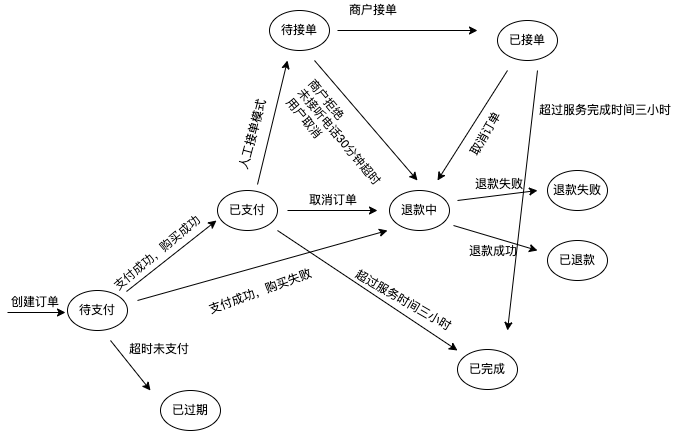 商户接单
待接单
已接单
商户拒绝
未接听电话30分钟超时
用户取消
人工接单模式
取消订单
超过服务完成时间三小时
已支付
取消订单
退款中
退款失败
退款失败
支付成功，购买成功
退款成功
已退款
支付成功，购买失败
超过服务时间三小时
创建订单
待支付
超时未支付
已完成
已过期